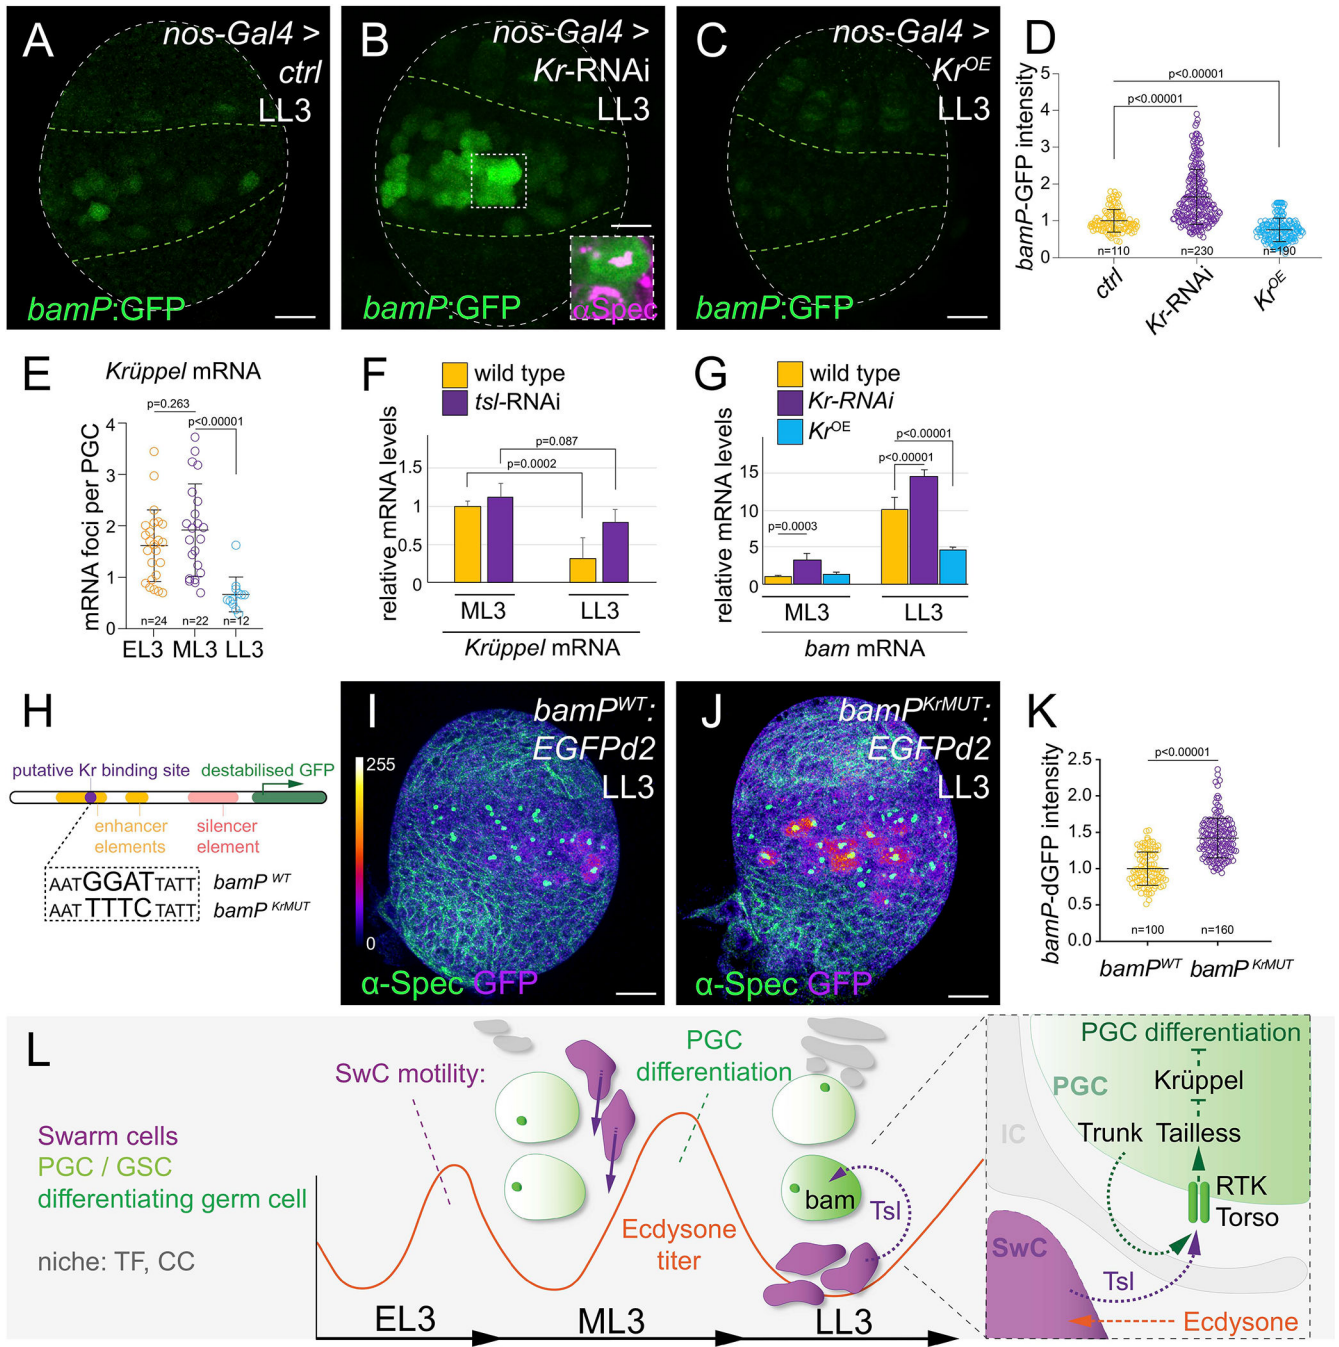 A
nos-Gal4 >
ctrl
LL3
bamP:GFP
B
nos-Gal4 >
Kr-RNAi
LL3
bamP:GFP
αSpec
C
nos-Gal4 >
Kr^OE
LL3
bamP:GFP
D
bamP-GFP intensity
5
4
3
2
1
0
p<0.00001
p<0.00001
n=110
n=230
n=190
ctrl
Kr-RNAi
Kr^OE
E
Krüppel mRNA
mRNA foci per PGC
p=0.263
p<0.00001
4
3
2
1
0
n=24
n=22
n=12
EL3
ML3
LL3
F
wild type
tsl-RNAi
relative mRNA levels
p=0.087
p=0.0002
1.5
1
0.5
0
ML3
LL3
Krüppel mRNA
G
wild type
Kr-RNAi
Kr^OE
relative mRNA levels
p<0.00001
p<0.00001
p=0.0003
15
10
5
0
ML3
LL3
bam mRNA
H
putative Kr binding site
destabilised GFP
enhancer
elements
silencer
element
AATGGATTATT
bamP^WT
AATTTTCTATT
bamP^KrMUT
I
bamP^WT:
EGFPd2
LL3
255
0
α-Spec GFP
J
bamP^KrMUT:
EGFPd2
LL3
α-Spec GFP
K
bamP-dGFP intensity
p<0.00001
2.5
2.0
1.5
1.0
0.5
0.0
n=100
n=160
bamP^WT
bamP^KrMUT
L
Swarm cells
PGC / GSC
differentiating germ cell
niche: TF, CC
SwC motility:
PGC
differentiation
Ecdysone
titer
bam
Tsl
EL3
ML3
LL3
PGC differentiation
PGC
Krüppel
IC
Trunk
Tailless
RTK
Torso
SwC
Tsl
Ecdysone